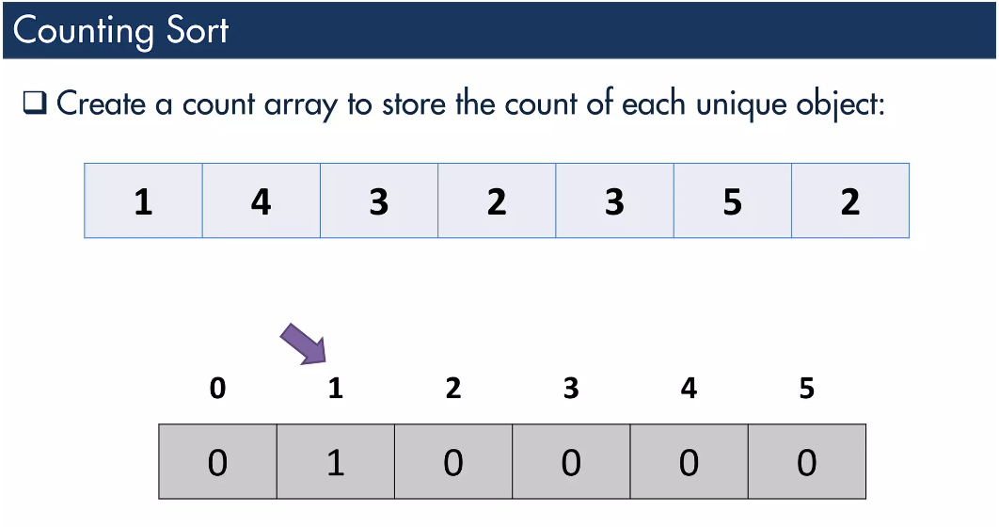 Counting Sort
Create a count array to store the count of each unique object:
1 4 3 2 3 5 2
0 1 2 3 4 5
0 1 0 0 0 0